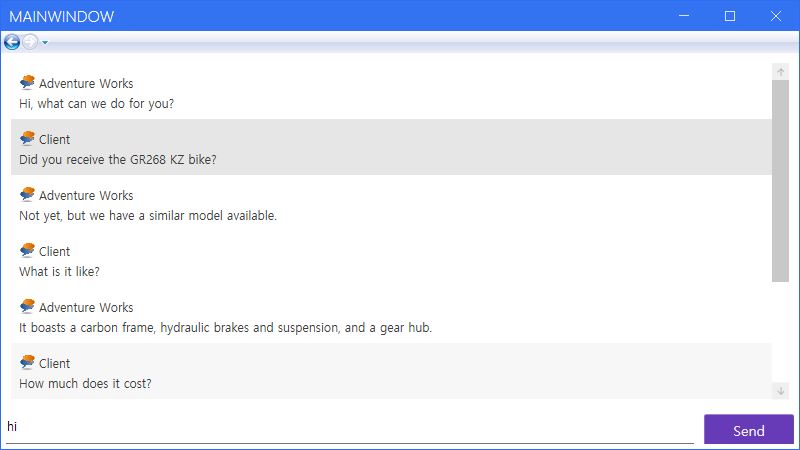 MAINWINDOW
Adventure Works
Hi, what can we do for you?
Client
Did you receive the GR268 KZ bike?
Adventure Works
Not yet, but we have a similar model available.
Client
What is it like?
Adventure Works
It boasts a carbon frame, hydraulic brakes and suspension, and a gear hub.
Client
How much does it cost?
hi
Send